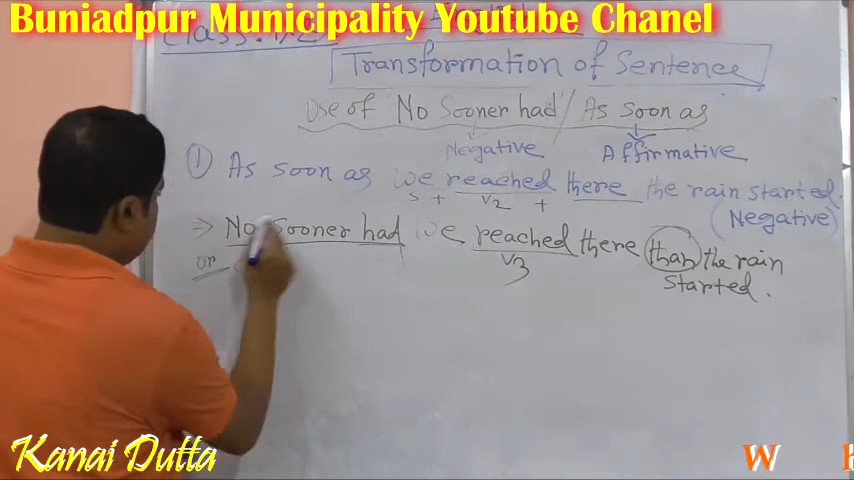 Buniadpur Municipality Youtube Chanel
Class:
Transformation of Sentence
Use of No Sooner had / As soon as
Negative Affirmative
① As soon as we reached there the rain started.
S + V2 +
(Negative)
⇒ No Sooner had we reached there than the rain
started.
V3
or
Kanai Dutta
W